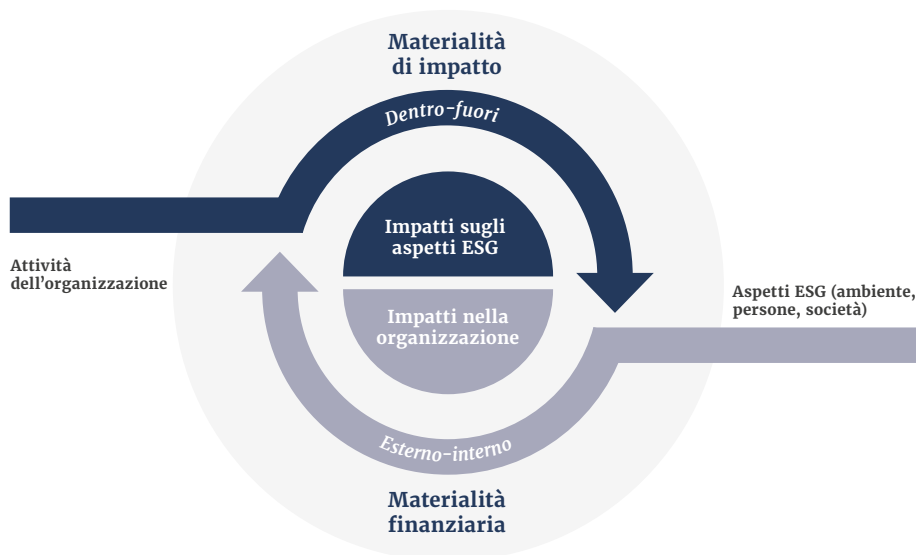 Materialità
di impatto
Dentro-fuori
Impatti sugli
aspetti ESG
Attività
dell’organizzazione
Aspetti ESG (ambiente,
persone, società)
Impatti nella
organizzazione
Esterno-interno
Materialità
finanziaria